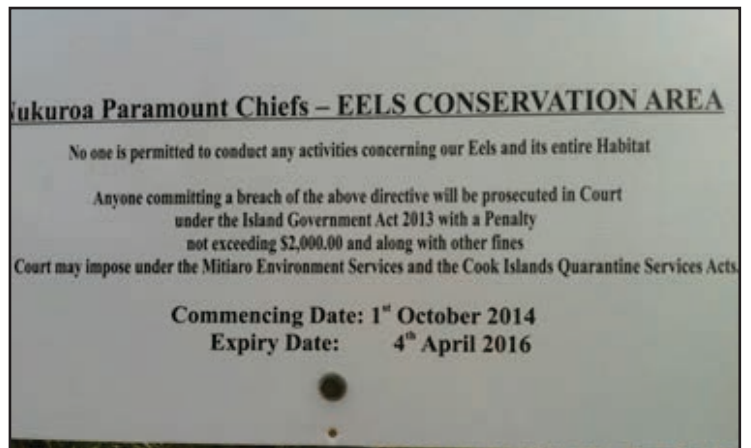 ukuroa Paramount Chiefs – EELS CONSERVATION AREA
No one is permitted to conduct any activities concerning our Eels and its entire Habitat
Anyone committing a breach of the above directive will be prosecuted in Court
under the Island Government Act 2013 with a Penalty
not exceeding $2,000.00 and along with other fines
Court may impose under the Mitiaro Environment Services and the Cook Islands Quarantine Services Acts.
Commencing Date: 1st October 2014
Expiry Date: 4th April 2016